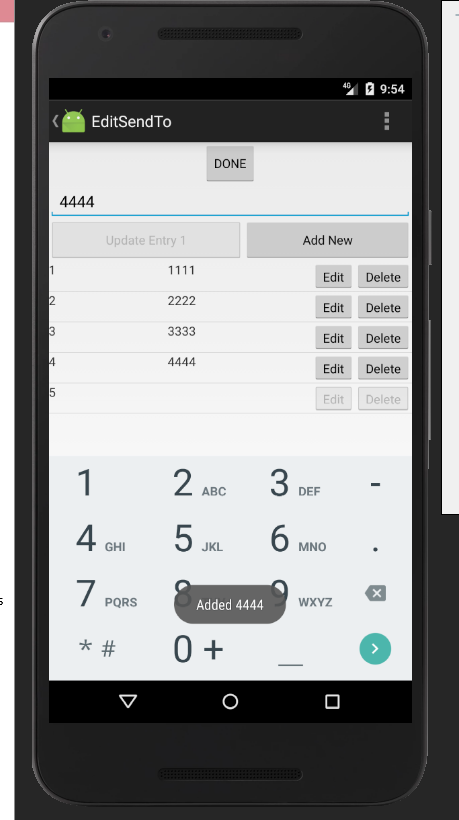 4G 9:54
EditSendTo
DONE
4444
Update Entry 1 Add New
1 1111 Edit Delete
2 2222 Edit Delete
3 3333 Edit Delete
4 4444 Edit Delete
5 Edit Delete
1 2 ABC 3 DEF -
4 GHI 5 JKL 6 MNO .
7 PQRS 8 9 WXYZ
s
Added 4444
* # 0 + _